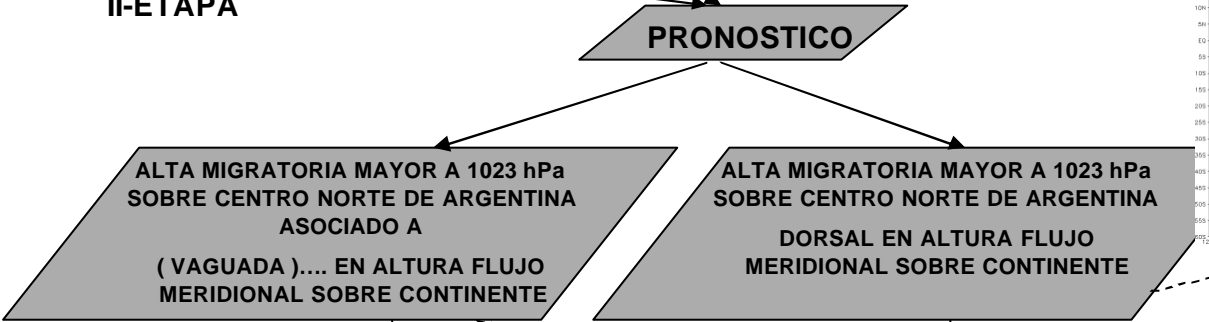 II-ETAPA
PRONOSTICO
ALTA MIGRATORIA MAYOR A 1023 hPa
SOBRE CENTRO NORTE DE ARGENTINA
ASOCIADO A
( VAGUADA ).... EN ALTURA FLUJO
MERIDIONAL SOBRE CONTINENTE
ALTA MIGRATORIA MAYOR A 1023 hPa
SOBRE CENTRO NORTE DE ARGENTINA
DORSAL EN ALTURA FLUJO
MERIDIONAL SOBRE CONTINENTE
10N
5N
EQ
5S
10S
15S
20S
25S
30S
35S
40S
45S
50S
55S
60S